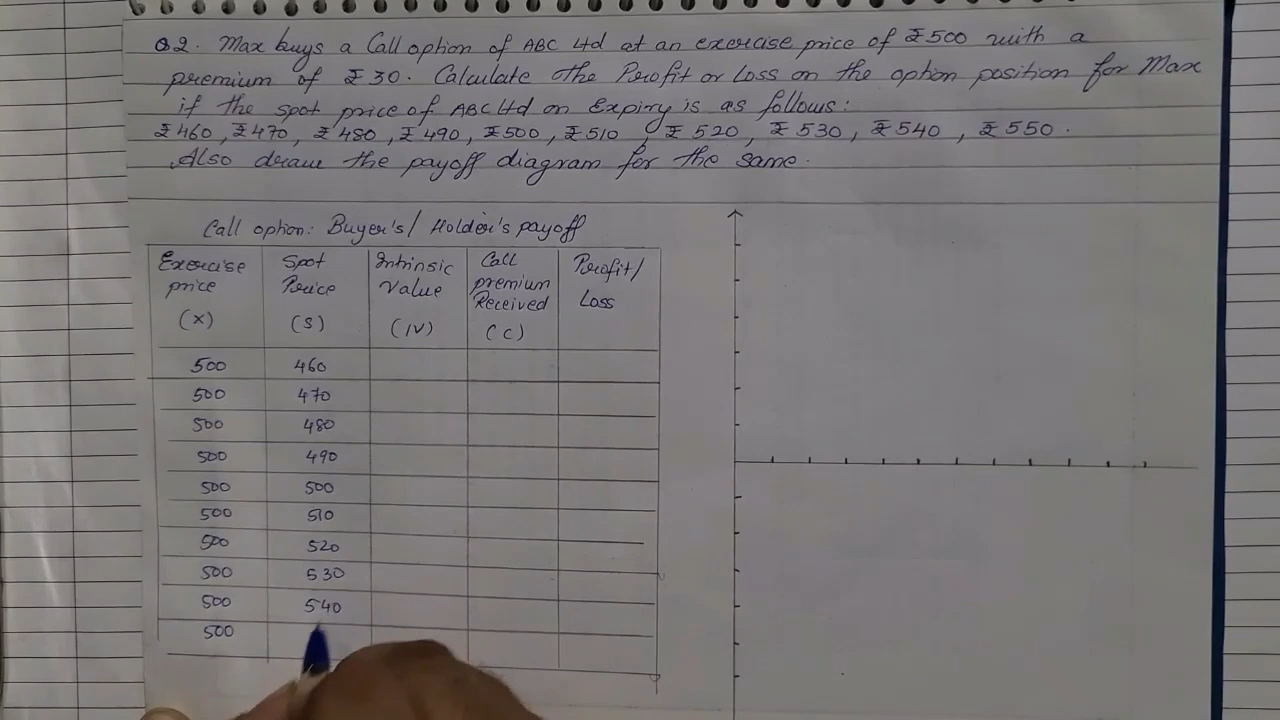 Q2. Max buys a Call option of ABC Ltd at an exercise price of ₹500 with a
premium of ₹30. Calculate the Profit or Loss on the option position for Max
if the spot price of ABC Ltd on Expiry is as follows:
₹460, ₹470, ₹480, ₹490, ₹500, ₹510, ₹520, ₹530, ₹540, ₹550.
Also draw the payoff diagram for the same.
Call option: Buyer's/ Holder's payoff
Exercise price (X) Spot Price (S) Intrinsic Value (IV) Call premium Received (C) Profit/ Loss
500 460
500 470
500 480
500 490
500 500
500 510
500 520
500 530
500 540
500